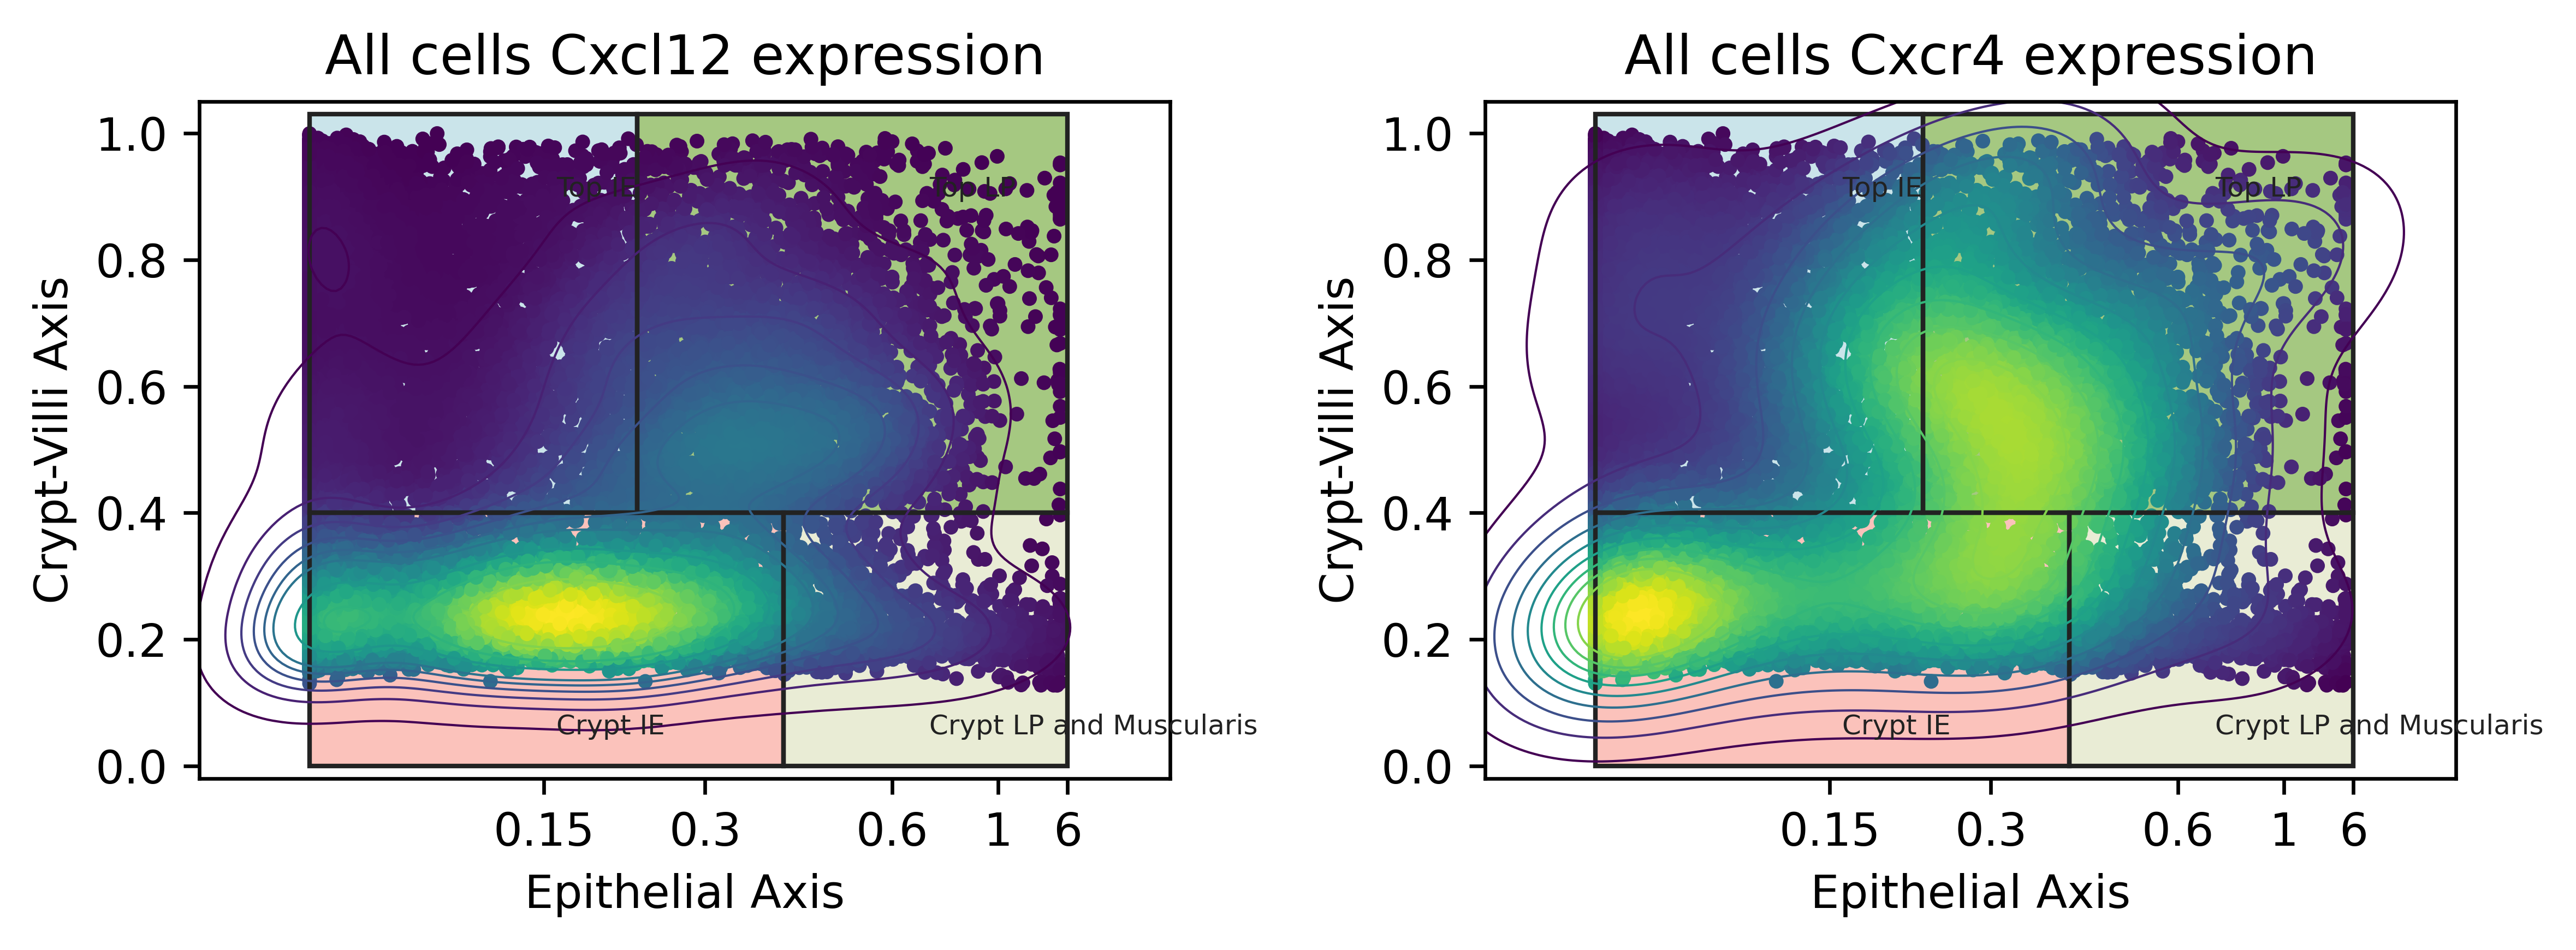 All cells Cxcl12 expression
1.0
0.8
0.6
0.4
0.2
0.0
Crypt-Villi Axis
Top IE
Top LP
Crypt IE
Crypt LP and Muscularis
0.15
0.3
0.6
1
6
Epithelial Axis
All cells Cxcr4 expression
1.0
0.8
0.6
0.4
0.2
0.0
Crypt-Villi Axis
Top IE
Top LP
Crypt IE
Crypt LP and Muscularis
0.15
0.3
0.6
1
6
Epithelial Axis